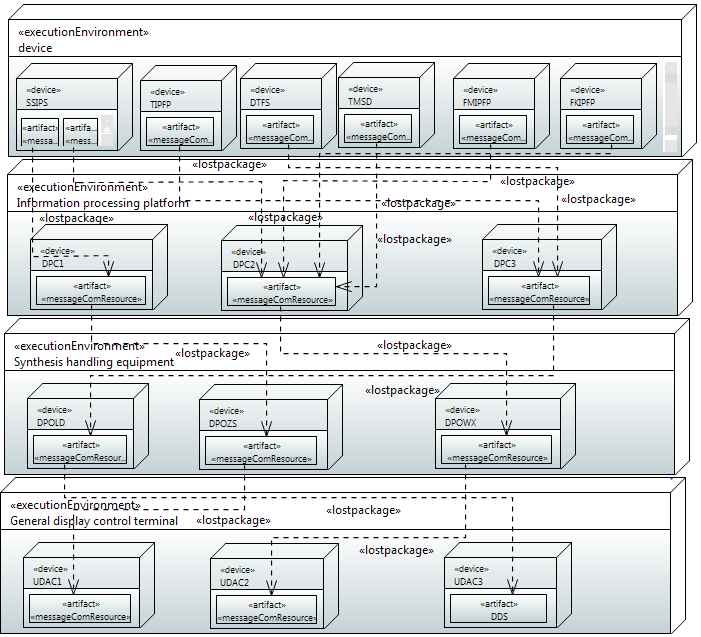 «executionEnvironment»
device
«device»
SSIPS
«artifact»
«messa...
«artifa...
«mess...
«device»
TIPFP
«artifact»
«messageCom...
«device»
DTFS
«artifact»
«messageCom...
«device»
TMSD
«artifact»
«messageCom...
«device»
FMIPFP
«artifact»
«messageCom...
«device»
FKIPFP
«artifact»
«messageCom...
«lostpackage»
«executionEnvironment»
Information processing platform
«lostpackage»
«lostpackage»
«lostpackage»
«lostpackage»
«lostpackage»
«lostpackage»
«device»
DPC1
«artifact»
«messageComResource»
«device»
DPC2
«artifact»
«messageComResource»
«device»
DPC3
«artifact»
«messageComResource»
«executionEnvironment»
Synthesis handling equipment
«lostpackage»
«lostpackage»
«lostpackage»
«device»
DPOLD
«artifact»
«messageComResour...
«device»
DPOZS
«artifact»
«messageComResource»
«device»
DPOWX
«artifact»
«messageComResource»
«executionEnvironment»
General display control terminal
«lostpackage»
«lostpackage»
«lostpackage»
«device»
UDAC1
«artifact»
«messageComResource»
«device»
UDAC2
«artifact»
«messageComResource»
«device»
UDAC3
«artifact»
DDS